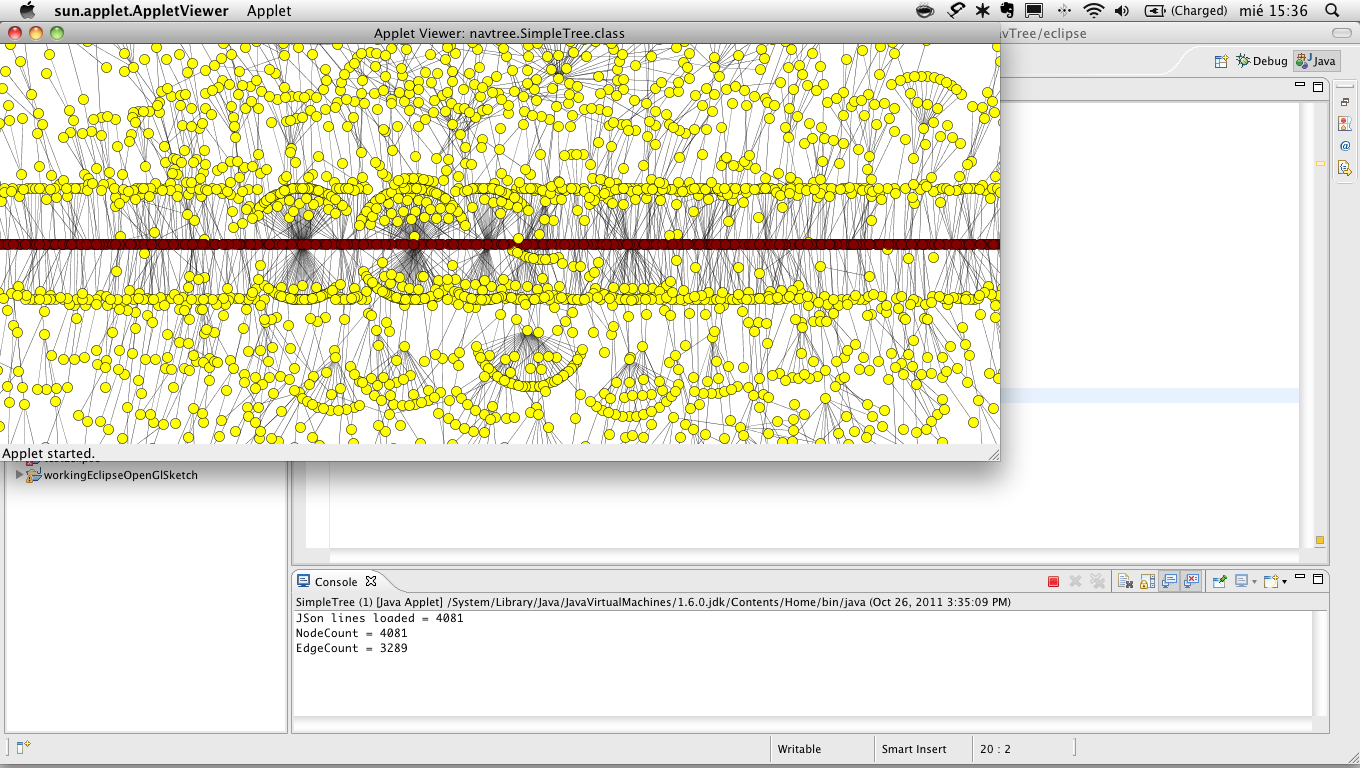 sun.applet.AppletViewer Applet (Charged) mié 15:36
Applet Viewer: navtree.SimpleTree.class
vTree/eclipse
Debug Java
Applet started.
workingEclipseOpenGlSketch
Console
SimpleTree (1) [Java Applet] /System/Library/Java/JavaVirtualMachines/1.6.0.jdk/Contents/Home/bin/java (Oct 26, 2011 3:35:09 PM)
JSon lines loaded = 4081
NodeCount = 4081
EdgeCount = 3289
Writable Smart Insert 20 : 2